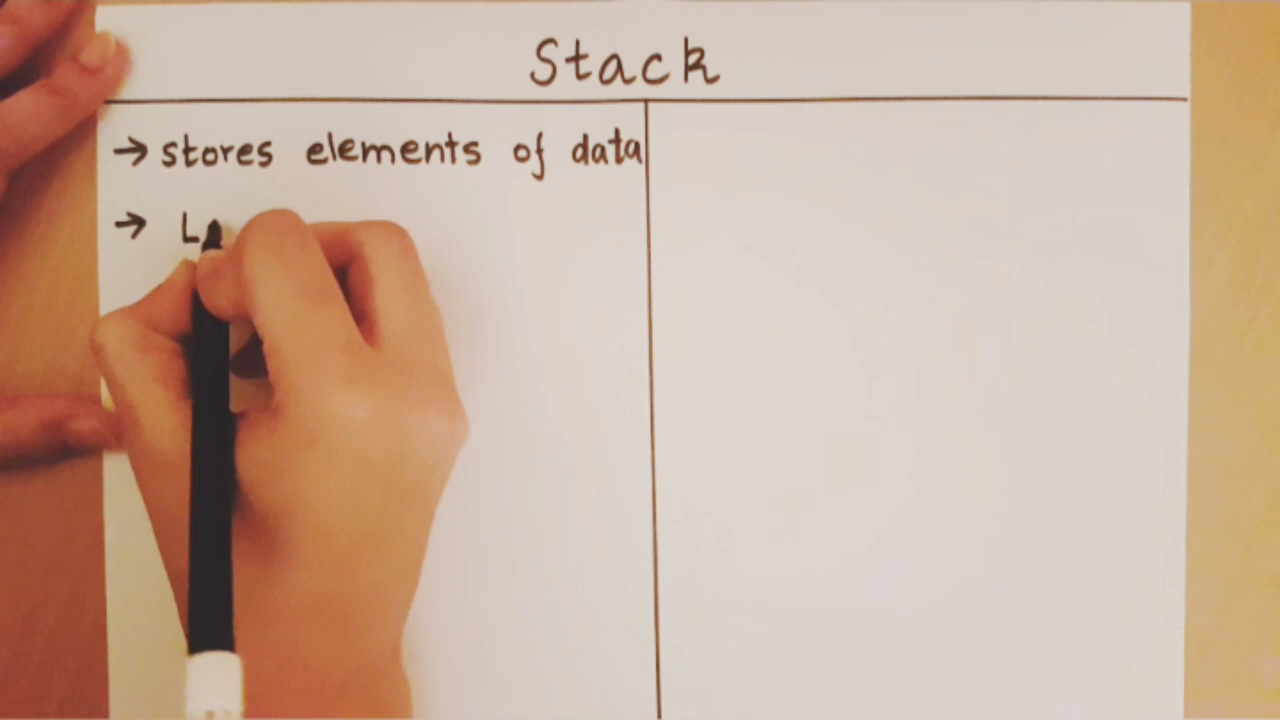 Stack
→ stores elements of data
→ L